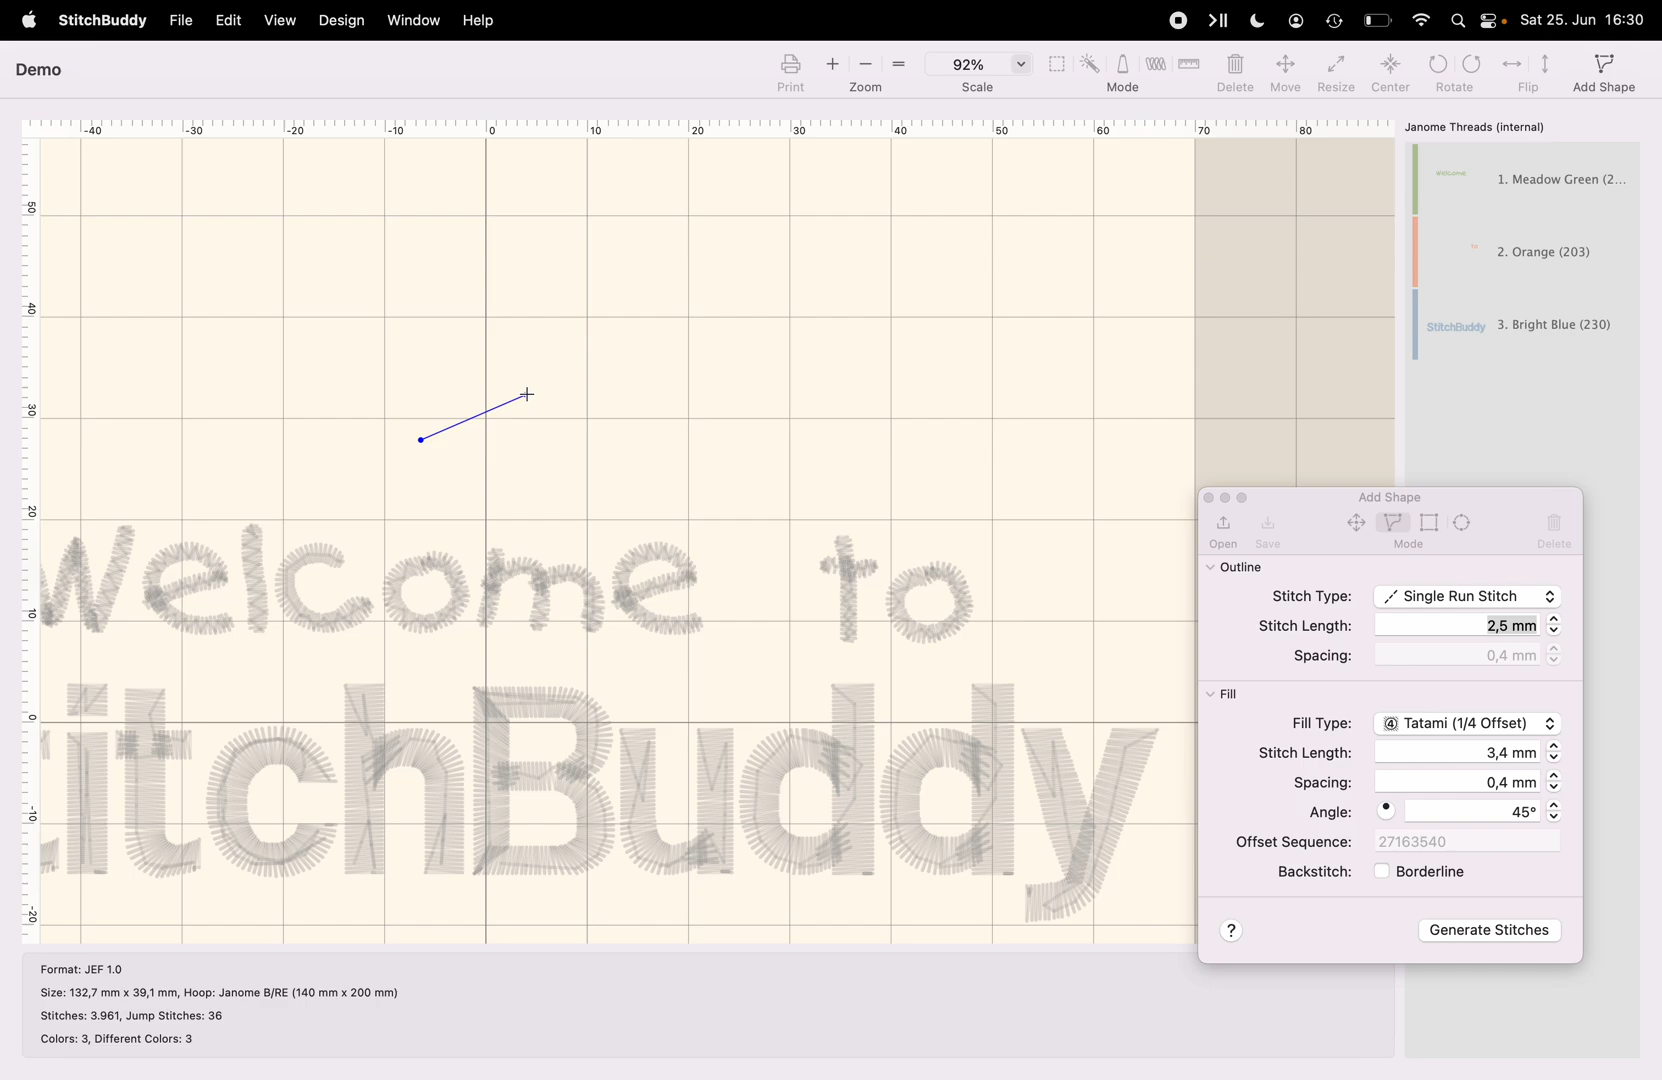 StitchBuddy File Edit View Design Window Help Sat 25. Jun 16:30
Demo
92%
Print Zoom Scale Mode Delete Move Resize Center Rotate Flip Add Shape
-40 -30 -20 -10 0 10 20 30 40 50 60 70 80
Janome Threads (internal)
Welcome 1. Meadow Green (2...
To 2. Orange (203)
StitchBuddy 3. Bright Blue (230)
50
40
30
20
10
0
-10
-20
Welcome to
itchBuddy
Add Shape
Open Save Mode Delete
Outline
Stitch Type: Single Run Stitch
Stitch Length: 2,5 mm
Spacing: 0,4 mm
Fill
Fill Type: 4 Tatami (1/4 Offset)
Stitch Length: 3,4 mm
Spacing: 0,4 mm
Angle: 45°
Offset Sequence: 27163540
Backstitch: Borderline
? Generate Stitches
Format: JEF 1.0
Size: 132,7 mm x 39,1 mm, Hoop: Janome B/RE (140 mm x 200 mm)
Stitches: 3.961, Jump Stitches: 36
Colors: 3, Different Colors: 3